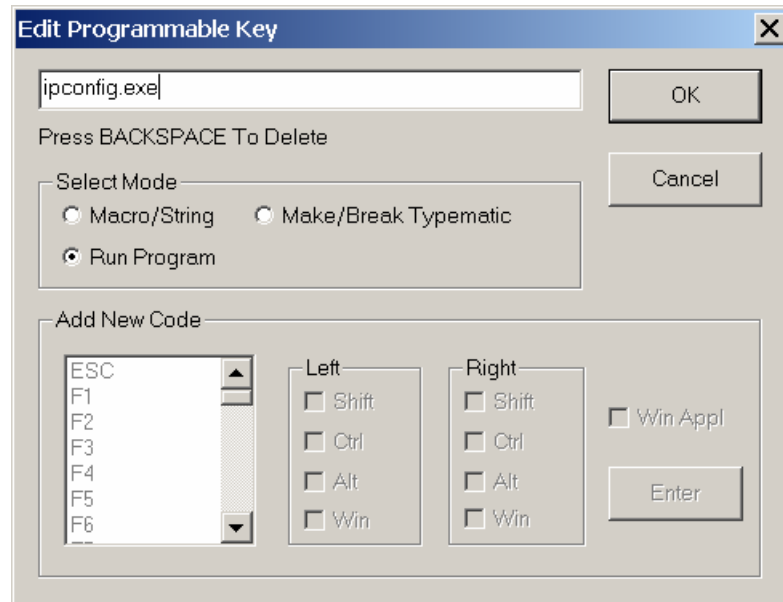 Edit Programmable Key
ipconfig.exe
OK
Press BACKSPACE To Delete
Cancel
Select Mode
Macro/String Make/Break Typematic
Run Program
Add New Code
ESC
F1
F2
F3
F4
F5
F6
Left
Shift
Ctrl
Alt
Win
Right
Shift
Ctrl
Alt
Win
Win Appl
Enter